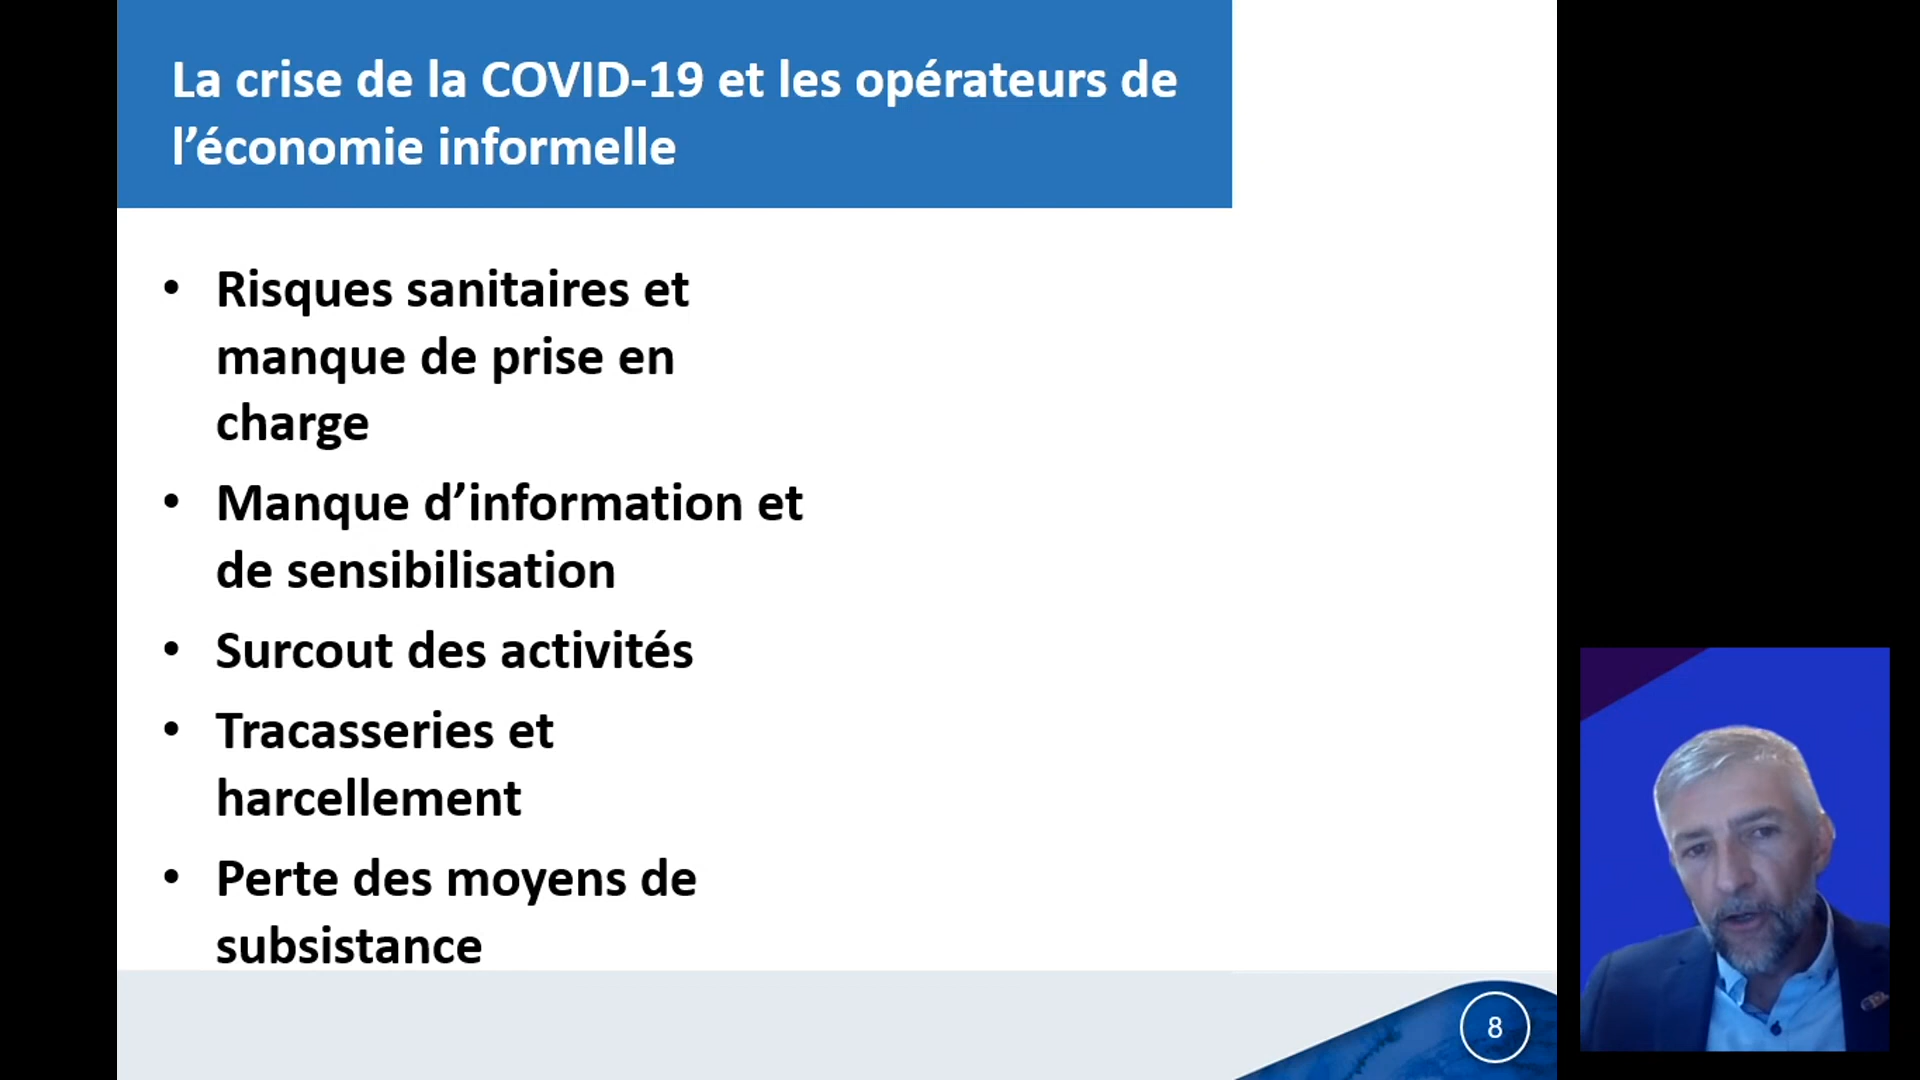 La crise de la COVID-19 et les opérateurs de
l’économie informelle
• Risques sanitaires et
manque de prise en
charge
• Manque d’information et
de sensibilisation
• Surcout des activités
• Tracasseries et
harcellement
• Perte des moyens de
subsistance
8